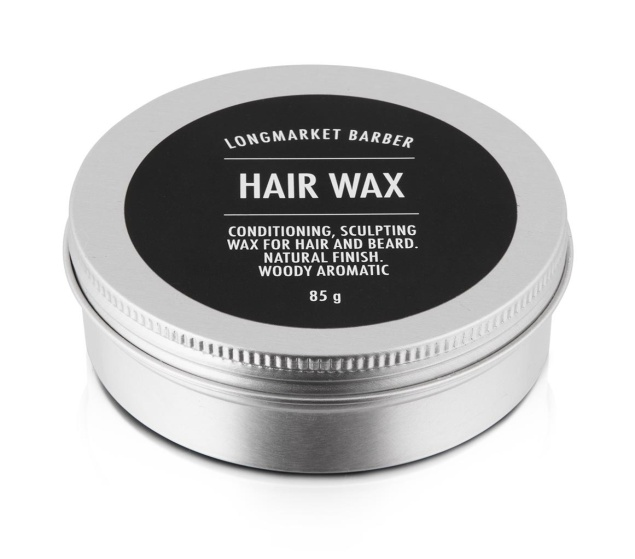 LONGMARKET BARBER
HAIR WAX
CONDITIONING, SCULPTING
WAX FOR HAIR AND BEARD.
NATURAL FINISH.
WOODY AROMATIC
85 g